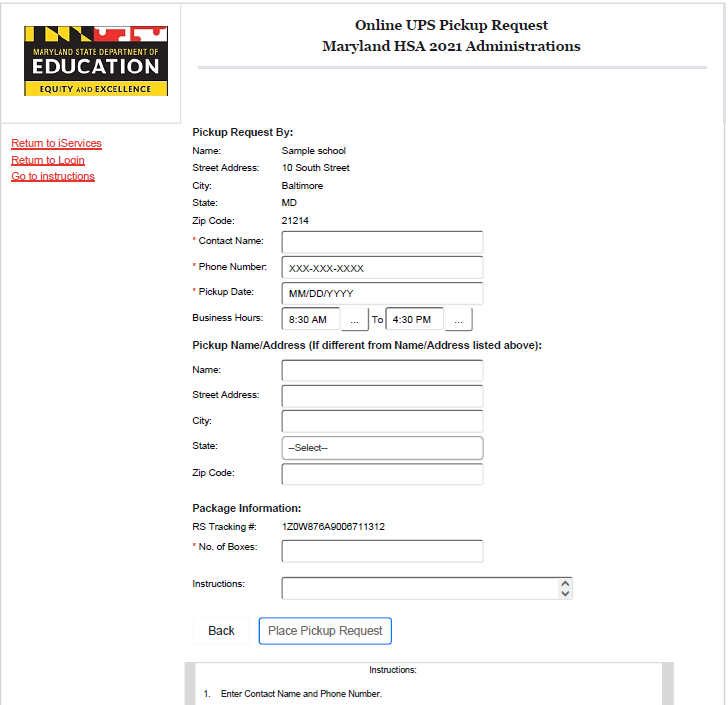 MARYLAND STATE DEPARTMENT OF
EDUCATION
EQUITY AND EXCELLENCE
Online UPS Pickup Request
Maryland HSA 2021 Administrations
Return to iServices
Return to Login
Go to instructions
Pickup Request By:
Name: Sample school
Street Address: 10 South Street
City: Baltimore
State: MD
Zip Code: 21214
* Contact Name:
* Phone Number: XXX-XXX-XXXX
* Pickup Date: MM/DD/YYYY
Business Hours: 8:30 AM ... To 4:30 PM ...
Pickup Name/Address (If different from Name/Address listed above):
Name:
Street Address:
City:
State: --Select--
Zip Code:
Package Information:
RS Tracking #: 1Z0W876A9006711312
* No. of Boxes:
Instructions:
Back Place Pickup Request
Instructions:
1. Enter Contact Name and Phone Number.